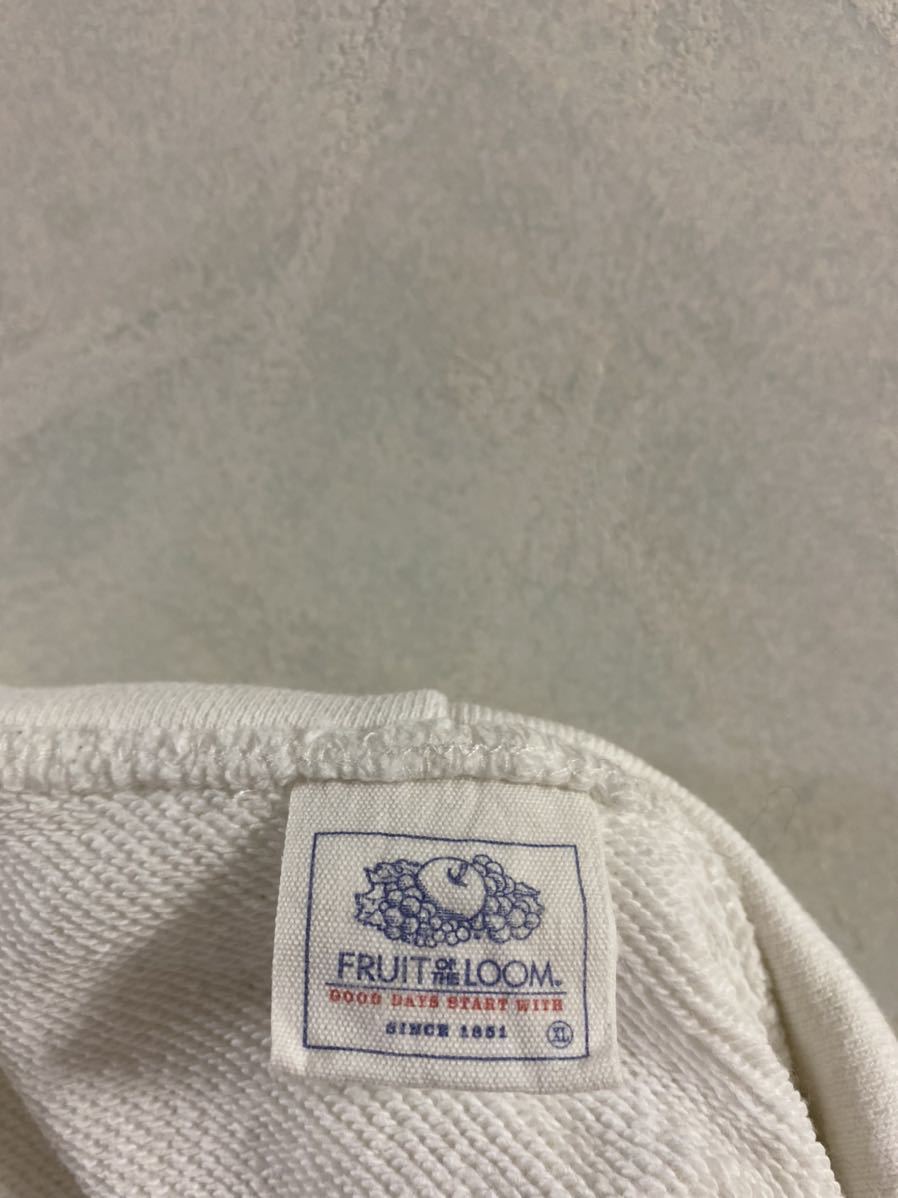 FRUIT OF THE LOOM®
GOOD DAYS START WITH
SINCE 1851
XL